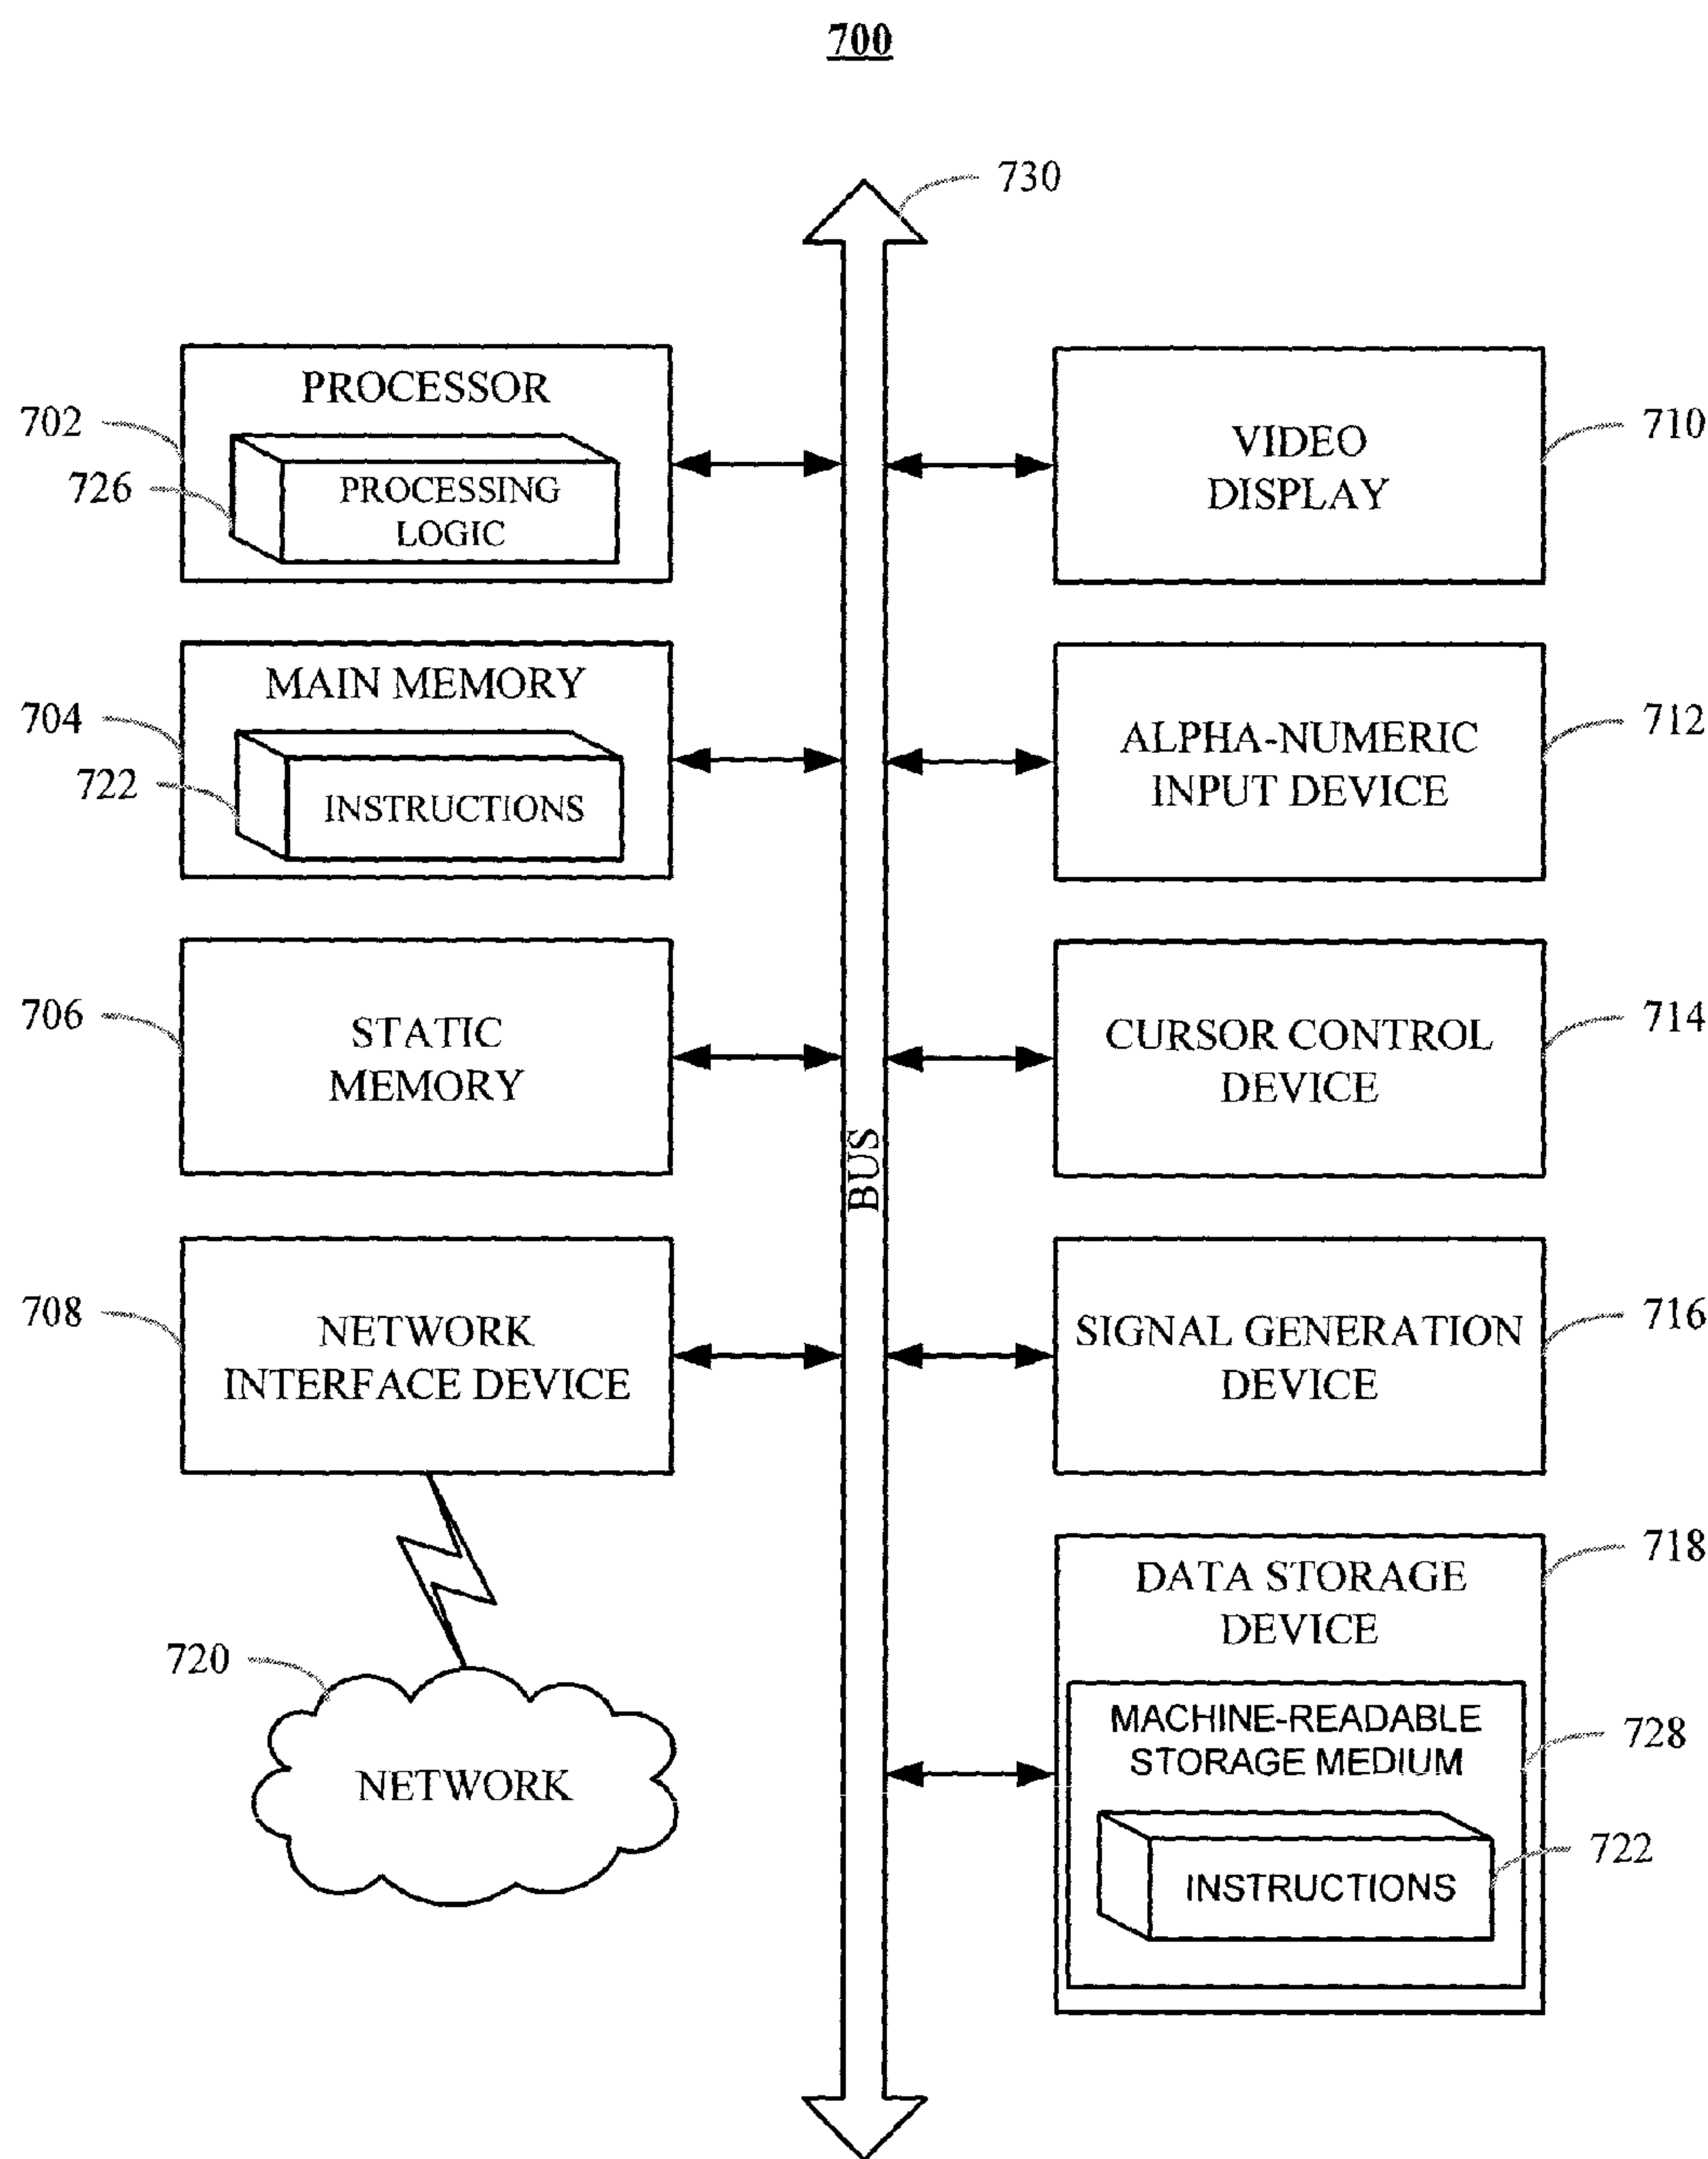 700
730
PROCESSOR
702
726
PROCESSING
LOGIC
VIDEO
DISPLAY
710
MAIN MEMORY
704
722
INSTRUCTIONS
ALPHA-NUMERIC
INPUT DEVICE
712
706
STATIC
MEMORY
CURSOR CONTROL
DEVICE
714
BUS
708
NETWORK
INTERFACE DEVICE
SIGNAL GENERATION
DEVICE
716
720
NETWORK
DATA STORAGE
DEVICE
718
MACHINE-READABLE
STORAGE MEDIUM
728
INSTRUCTIONS
722